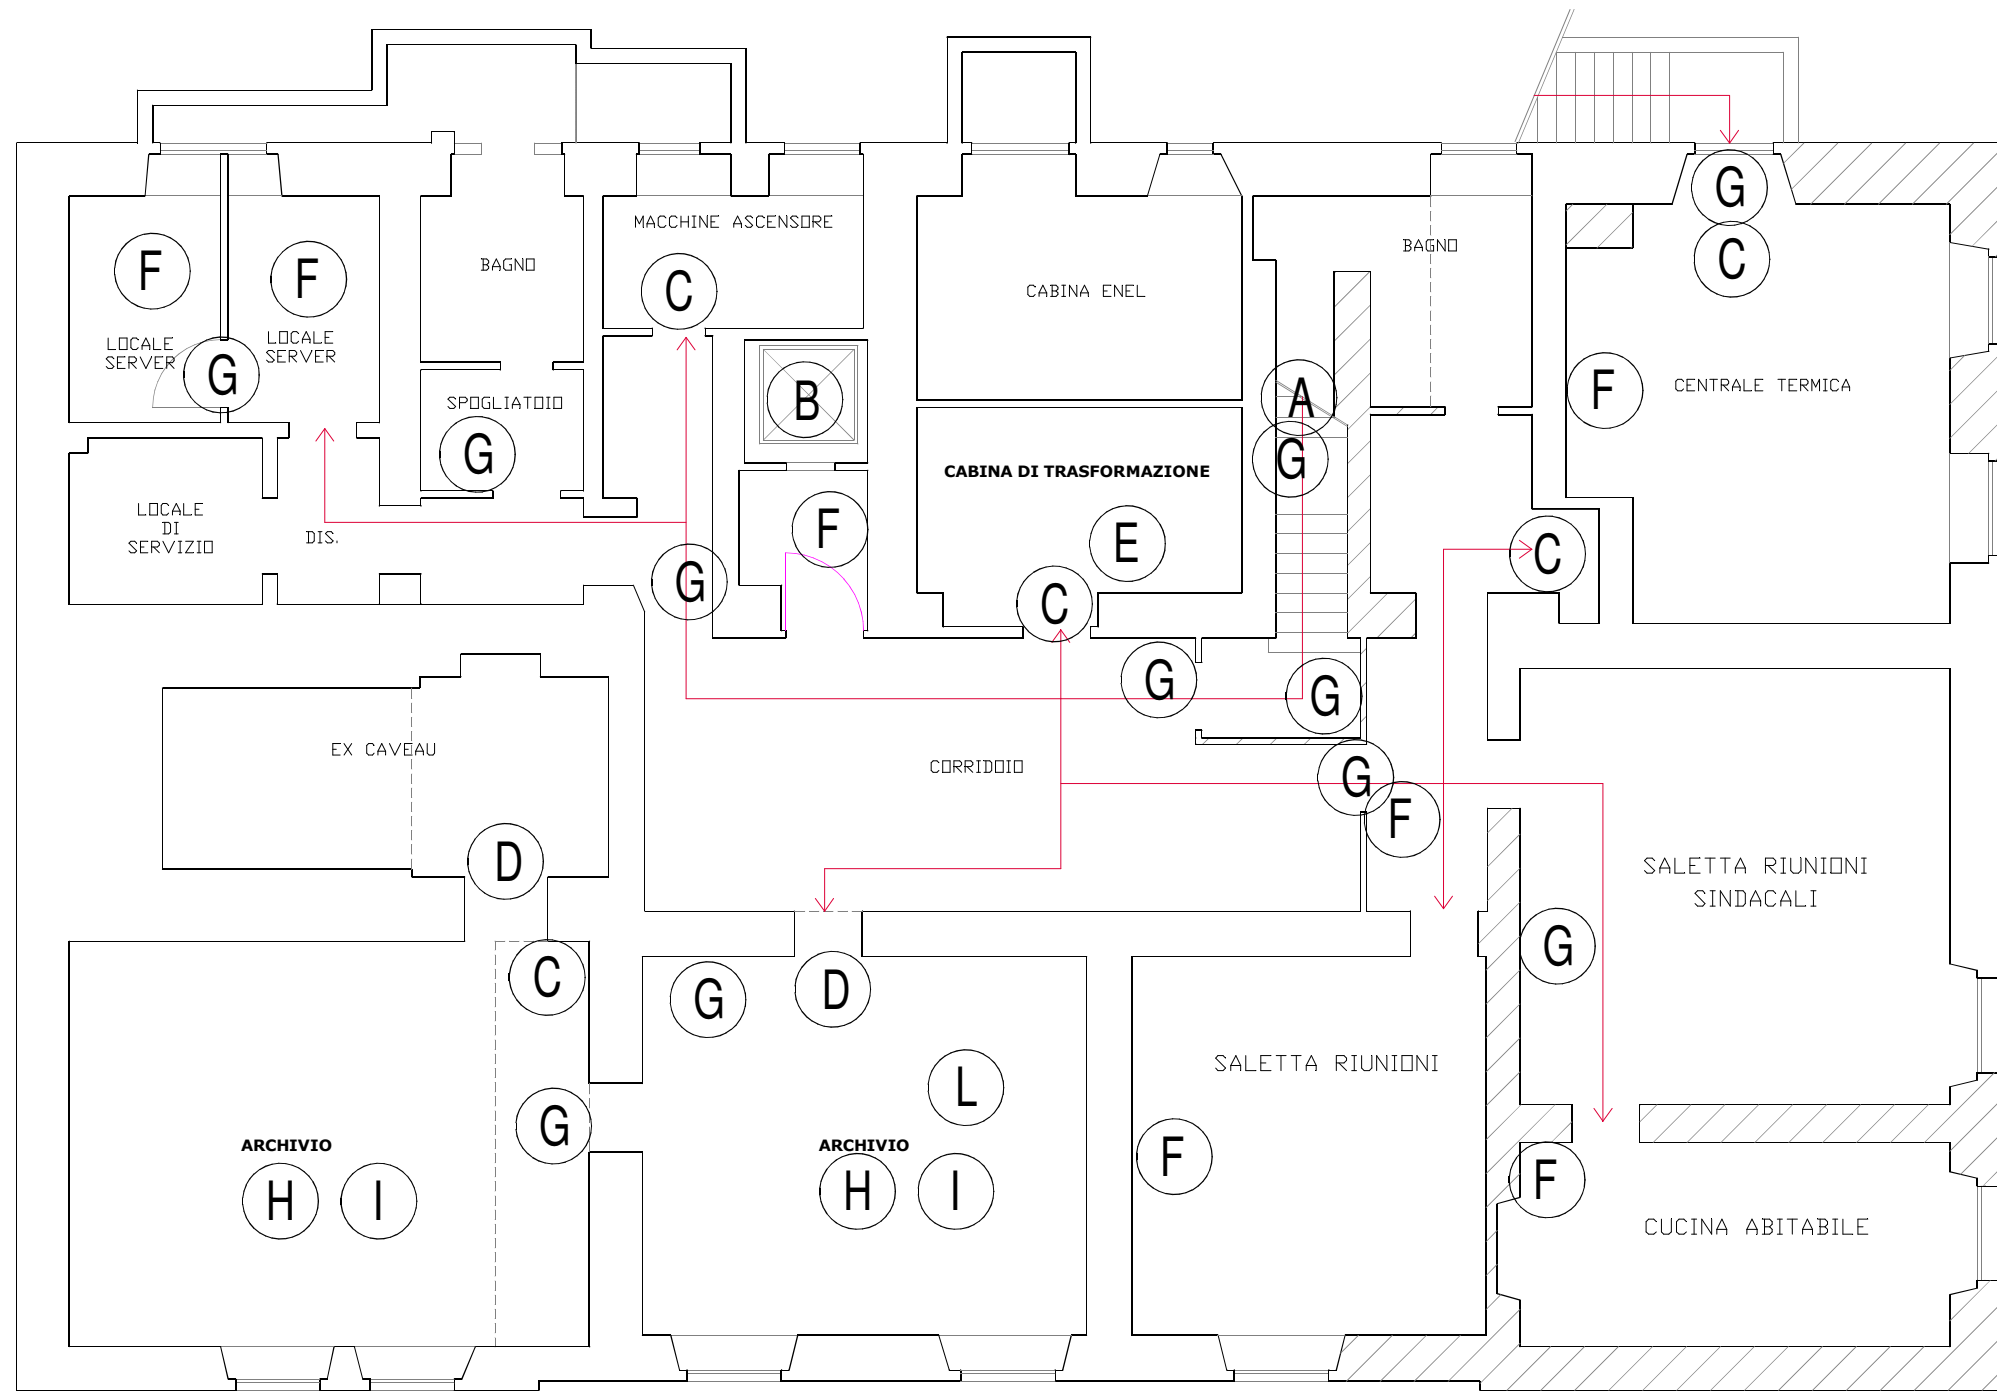 G
MACCHINE ASCENSORE
F
F
BAGNO
C
CABINA ENEL
BAGNO
C
LOCALE
SERVER
LOCALE
SERVER
G
SPOGLIATOIO
G
B
A
G
F
CENTRALE TERMICA
CABINA DI TRASFORMAZIONE
LOCALE
DI
SERVIZIO
DIS.
F
E
C
G
C
G
G
EX CAVEAU
CORRIDOIO
G
F
D
SALETTA RIUNIONI
SINDACALI
C
G
D
G
L
SALETTA RIUNIONI
G
ARCHIVIO
H
I
ARCHIVIO
H
I
F
F
CUCINA ABITABILE